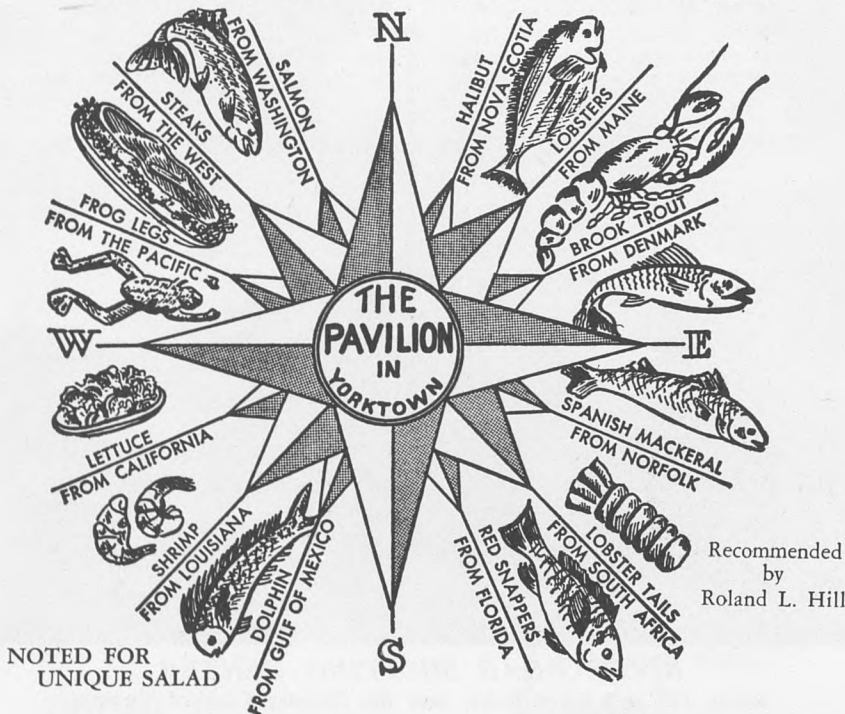 N
HALIBUT
FROM NOVA SCOTIA
LOBSTERS
FROM MAINE
BROOK TROUT
FROM DENMARK
E
SPANISH MACKERAL
FROM NORFOLK
LOBSTER TAILS
FROM SOUTH AFRICA
RED SNAPPERS
FROM FLORIDA
S
DOLPHIN
FROM GULF OF MEXICO
SHRIMP
FROM LOUISIANA
LETTUCE
FROM CALIFORNIA
W
FROG LEGS
FROM THE PACIFIC
STEAKS
FROM THE WEST
SALMON
FROM WASHINGTON
THE
PAVILION
IN
YORKTOWN
Recommended
by
Roland L. Hill
NOTED FOR
UNIQUE SALAD